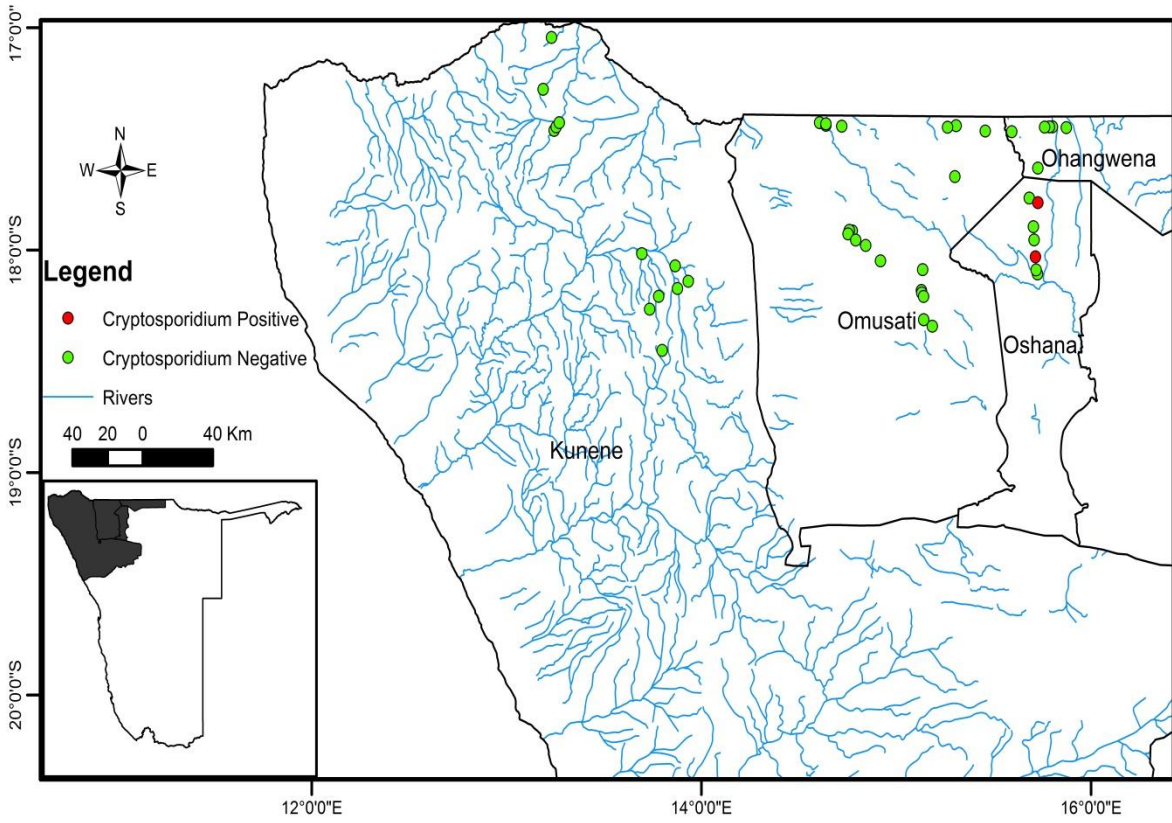 17°0'0"S
N
W
E
S
Ohangwena
18°0'0"S
Legend
Cryptosporidium Positive
Cryptosporidium Negative
Rivers
40 20 0 40 Km
Omusati
Oshana
Kunene
19°0'0"S
20°0'0"S
12°0'0"E
14°0'0"E
16°0'0"E